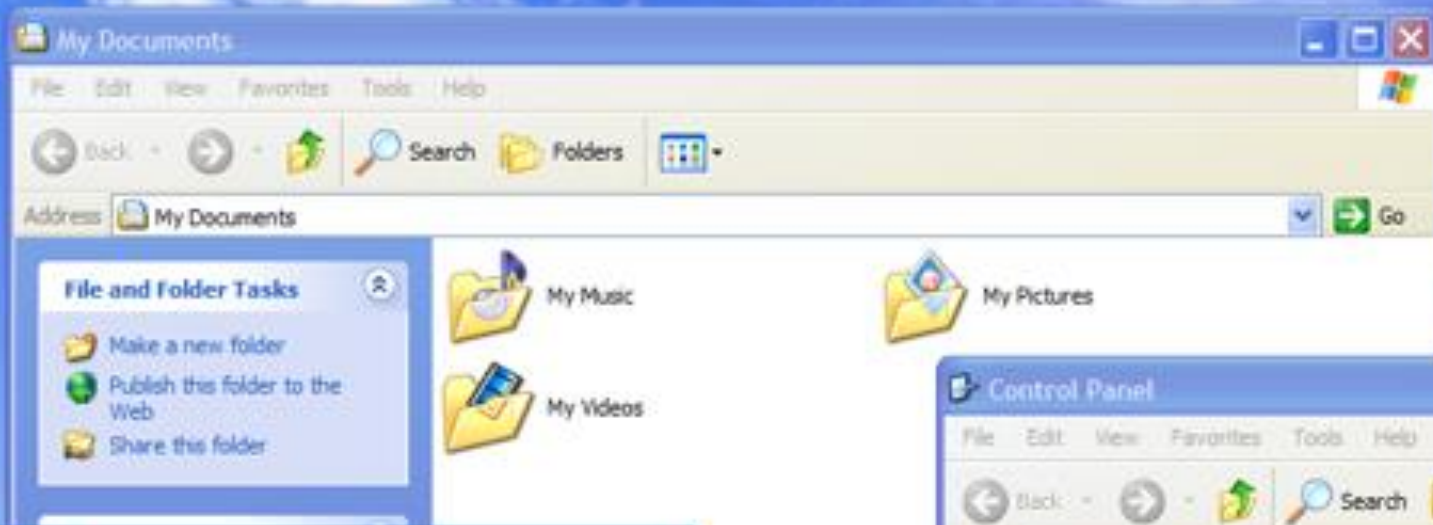 My Documents
File Edit View Favorites Tools Help
Back Search Folders
Address My Documents Go
File and Folder Tasks
Make a new folder
Publish this folder to the
Web
Share this folder
My Music
My Pictures
My Videos
Control Panel
File Edit View Favorites Tools Help
Back Search